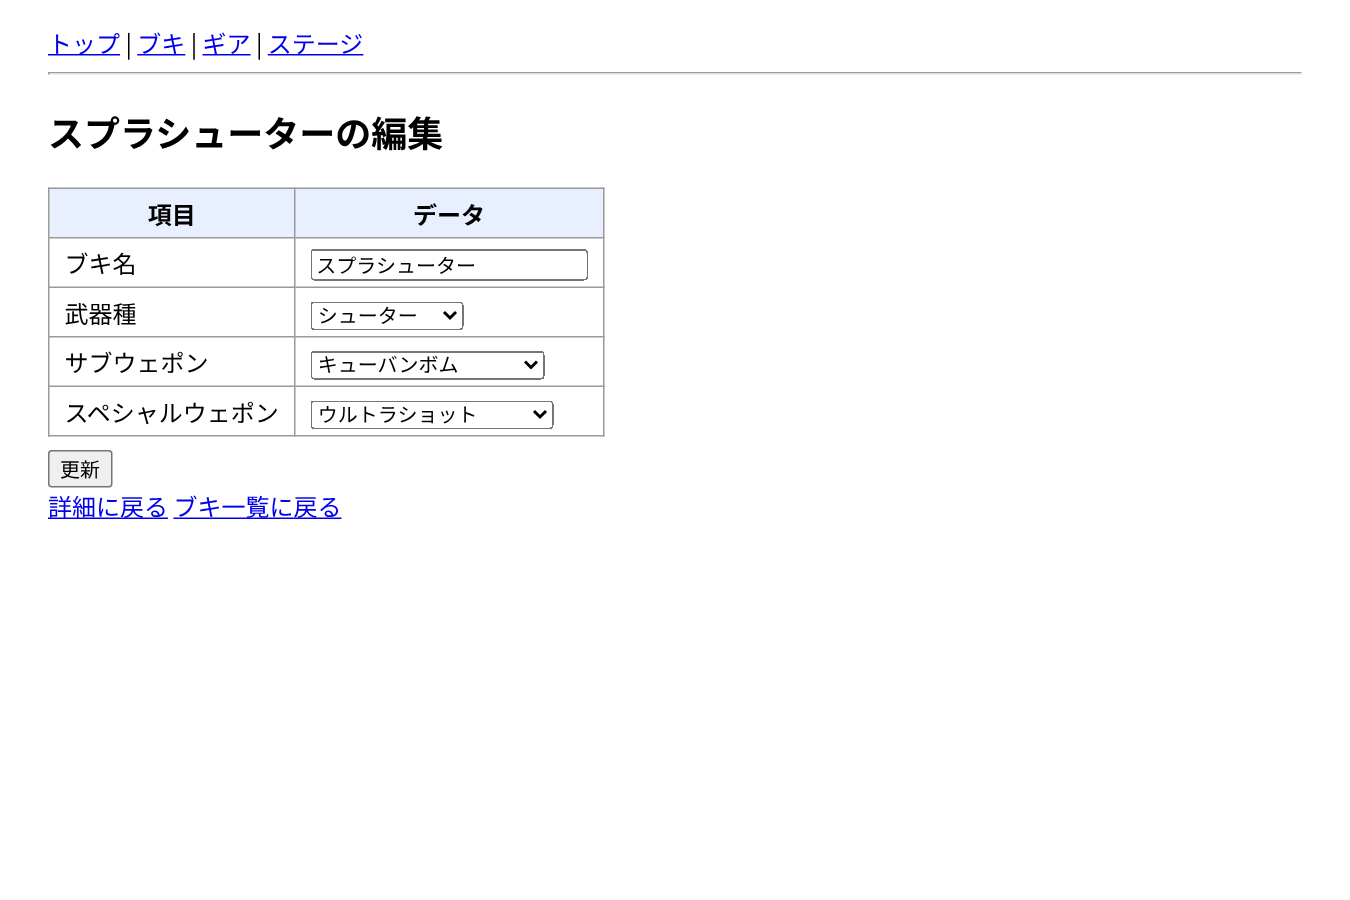 トップ | ブキ | ギア | ステージ
スプラシューターの編集
項目 データ
ブキ名 スプラシューター
武器種 シューター
サブウェポン キューバンボム
スペシャルウェポン ウルトラショット
更新
詳細に戻る ブキ一覧に戻る